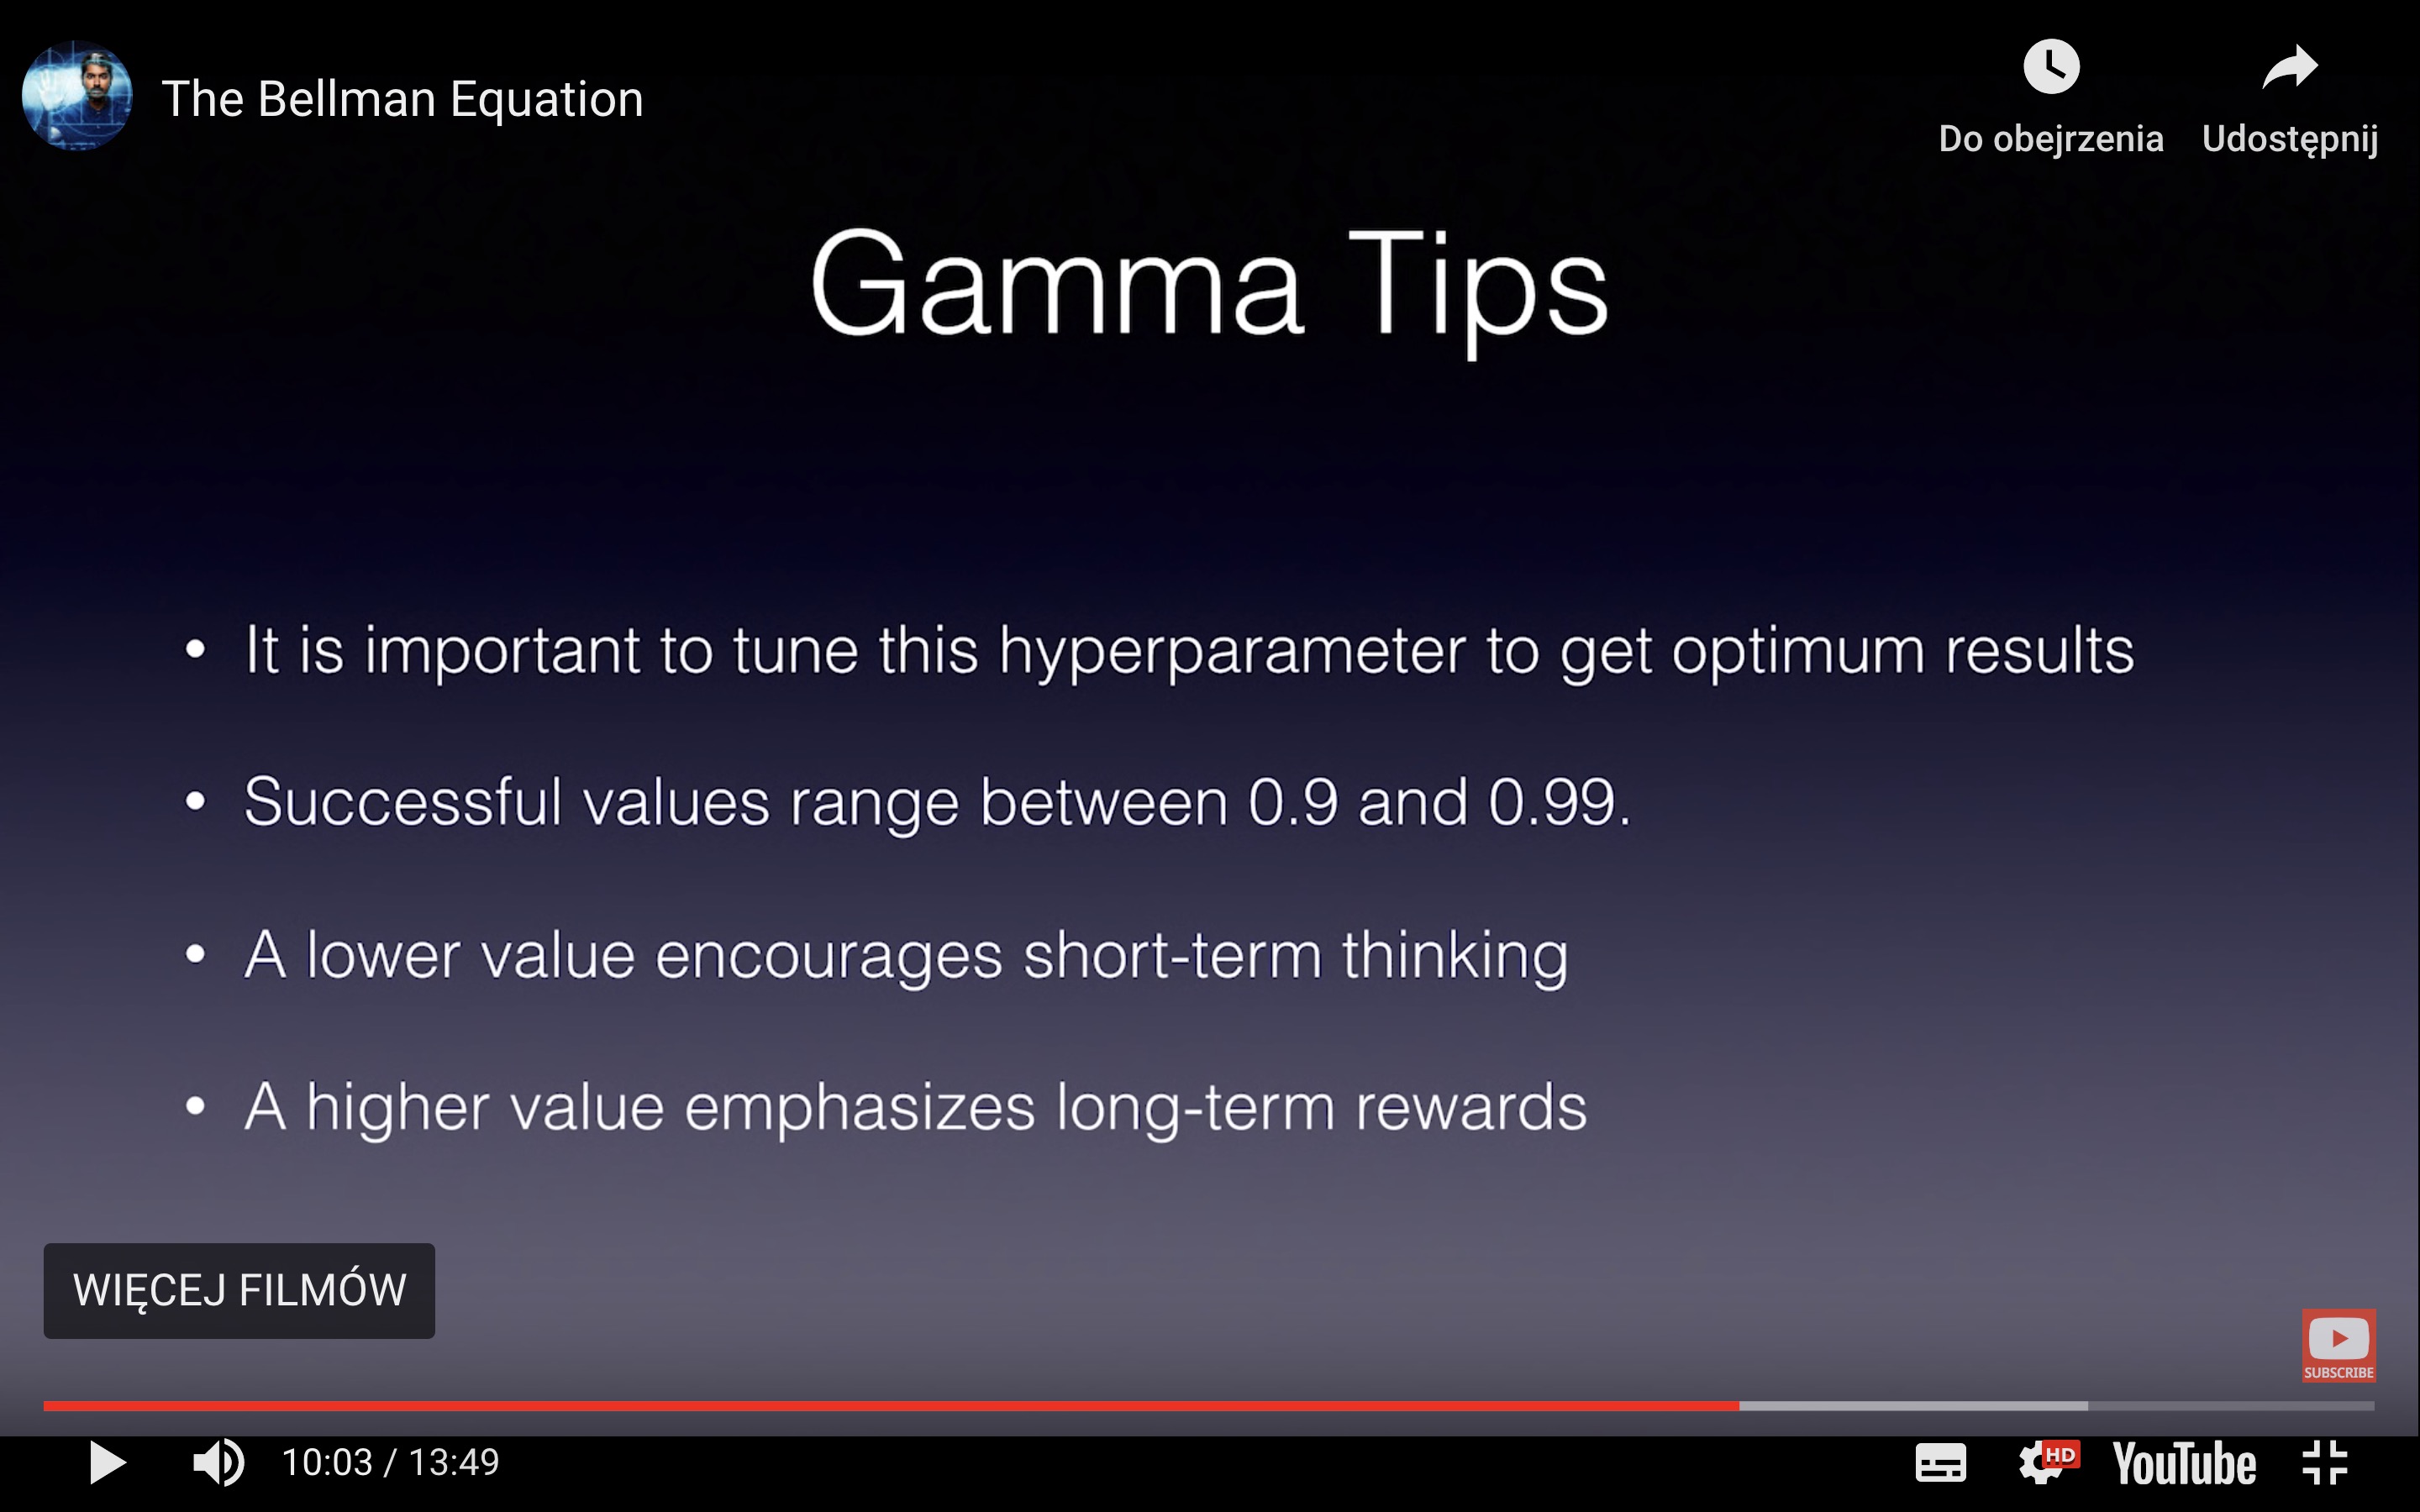 The Bellman Equation
Do obejrzenia
Udostępnij
Gamma Tips
• It is important to tune this hyperparameter to get optimum results
• Successful values range between 0.9 and 0.99.
• A lower value encourages short-term thinking
• A higher value emphasizes long-term rewards
WIĘCEJ FILMÓW
SUBSCRIBE
10:03 / 13:49
HD
YouTube